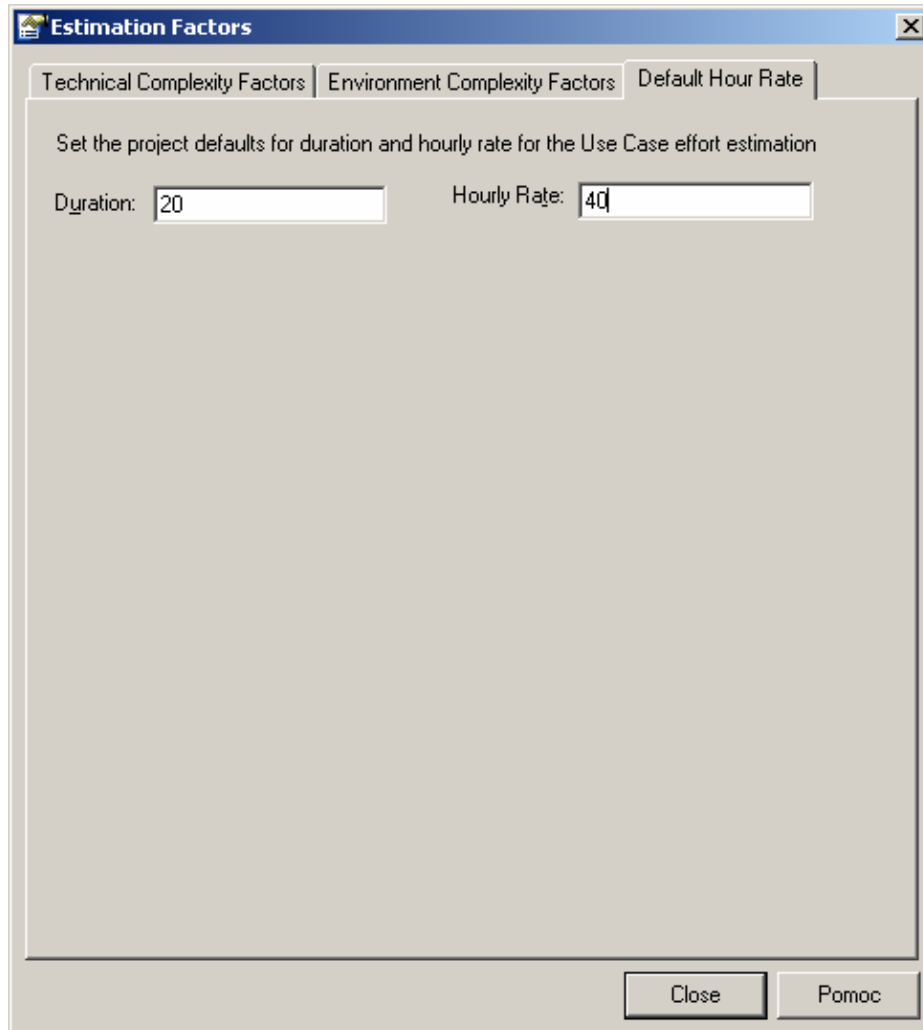 Estimation Factors
Technical Complexity Factors Environment Complexity Factors Default Hour Rate
Set the project defaults for duration and hourly rate for the Use Case effort estimation
Duration: 20 Hourly Rate: 40
Close Pomoc